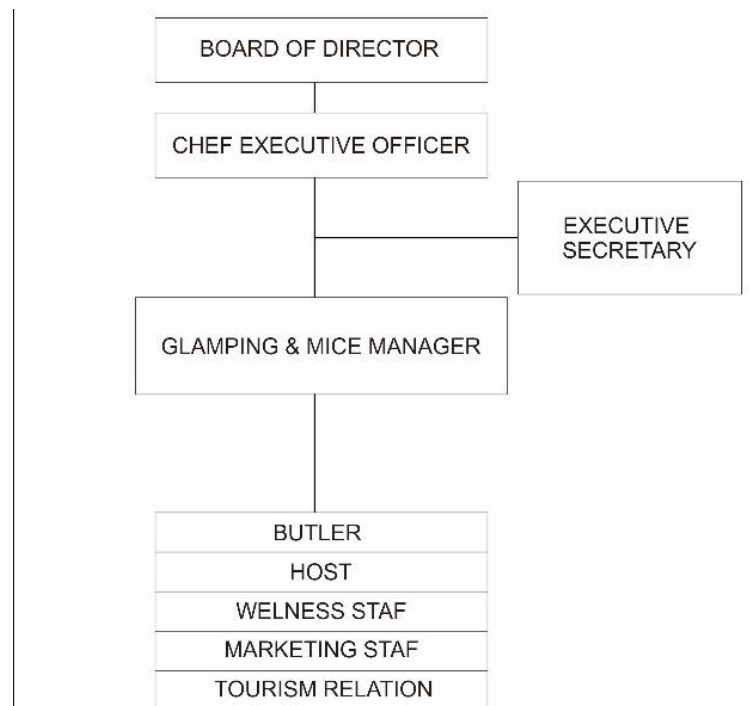 BOARD OF DIRECTOR
CHEF EXECUTIVE OFFICER
EXECUTIVE
SECRETARY
GLAMPING & MICE MANAGER
BUTLER
HOST
WELNESS STAF
MARKETING STAF
TOURISM RELATION